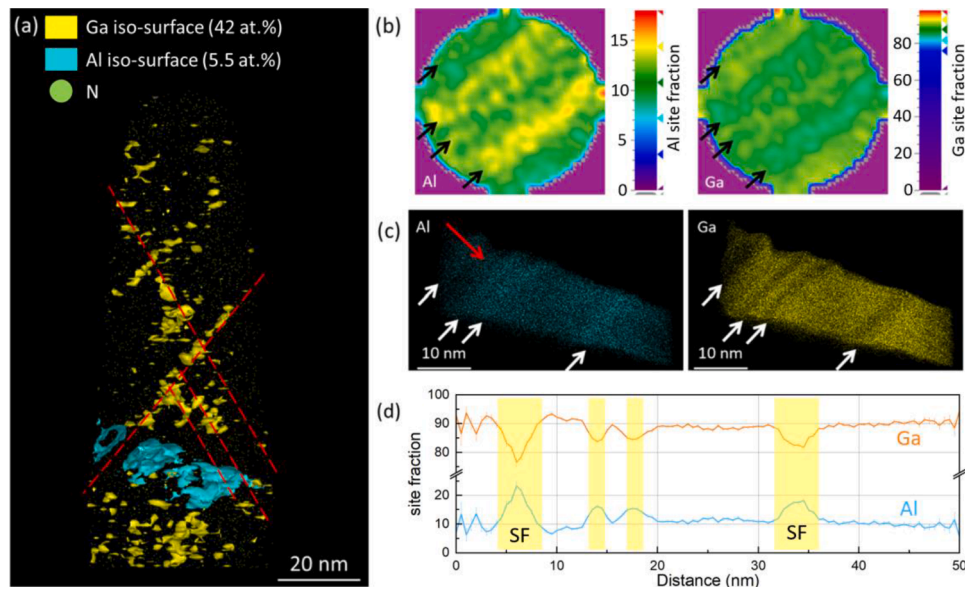 (a)
Ga iso-surface (42 at.%)
Al iso-surface (5.5 at.%)
N
20 nm
(b)
Al
15
10
5
0
Al site fraction
Ga
80
60
40
20
0
Ga site fraction
(c)
Al
10 nm
Ga
10 nm
(d)
100
90
80
20
10
0
site fraction
Ga
Al
SF
SF
0 10 20 30 40 50
Distance (nm)